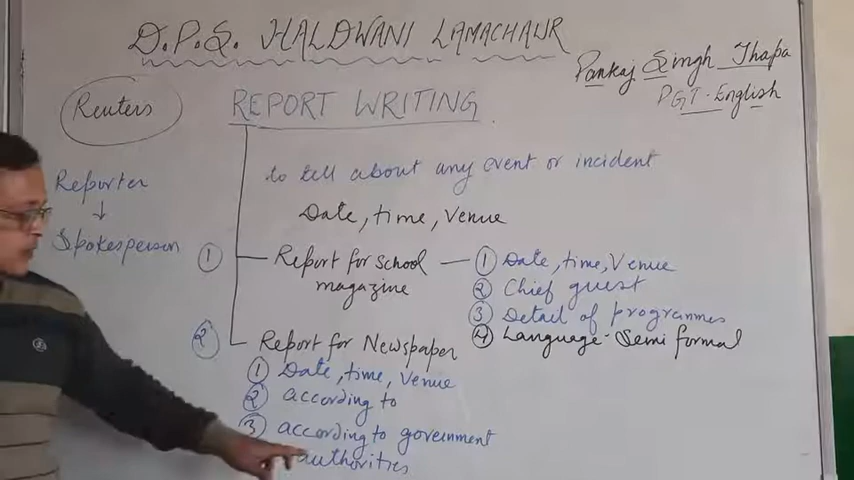 D.P.S. HALDWANI LAMACHAUR
Pankaj Singh Thapa
PGT-English
Reuters
REPORT WRITING
to tell about any event or incident
Reporter
↓
Spokesperson
Date, time, Venue
① Report for School magazine
① Date, time, Venue
② Chief guest
③ Detail of programmes
④ Language - Semi formal
② Report for Newspaper
① Date, time, Venue
② according to
③ according to government
authorities